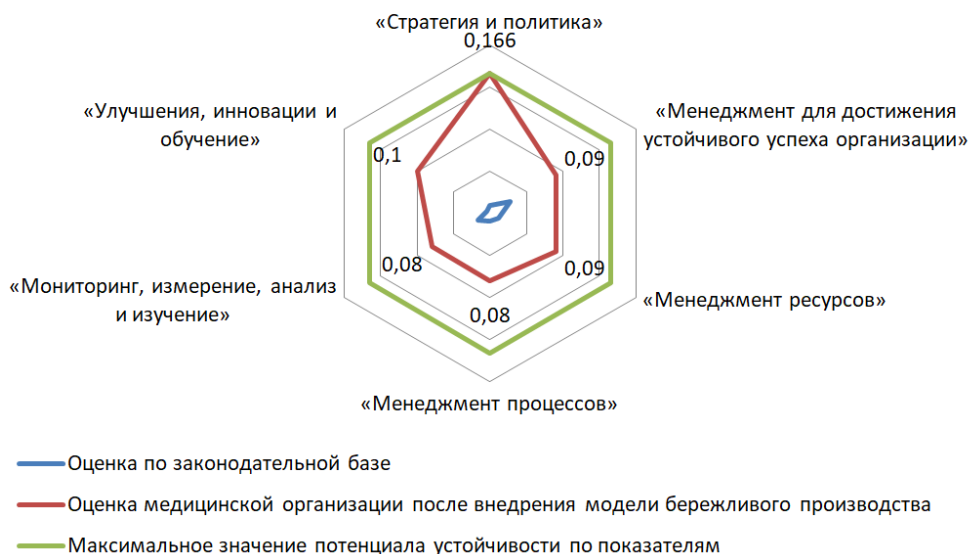 «Стратегия и политика»
0,166
«Улучшения, инновации и
обучение»
«Менеджмент для достижения
устойчивого успеха организации»
0,1
0,09
«Мониторинг, измерение, анализ
и изучение»
0,08
0,09
«Менеджмент ресурсов»
0,08
«Менеджмент процессов»
Оценка по законодательной базе
Оценка медицинской организации после внедрения модели бережливого производства
Максимальное значение потенциала устойчивости по показателям